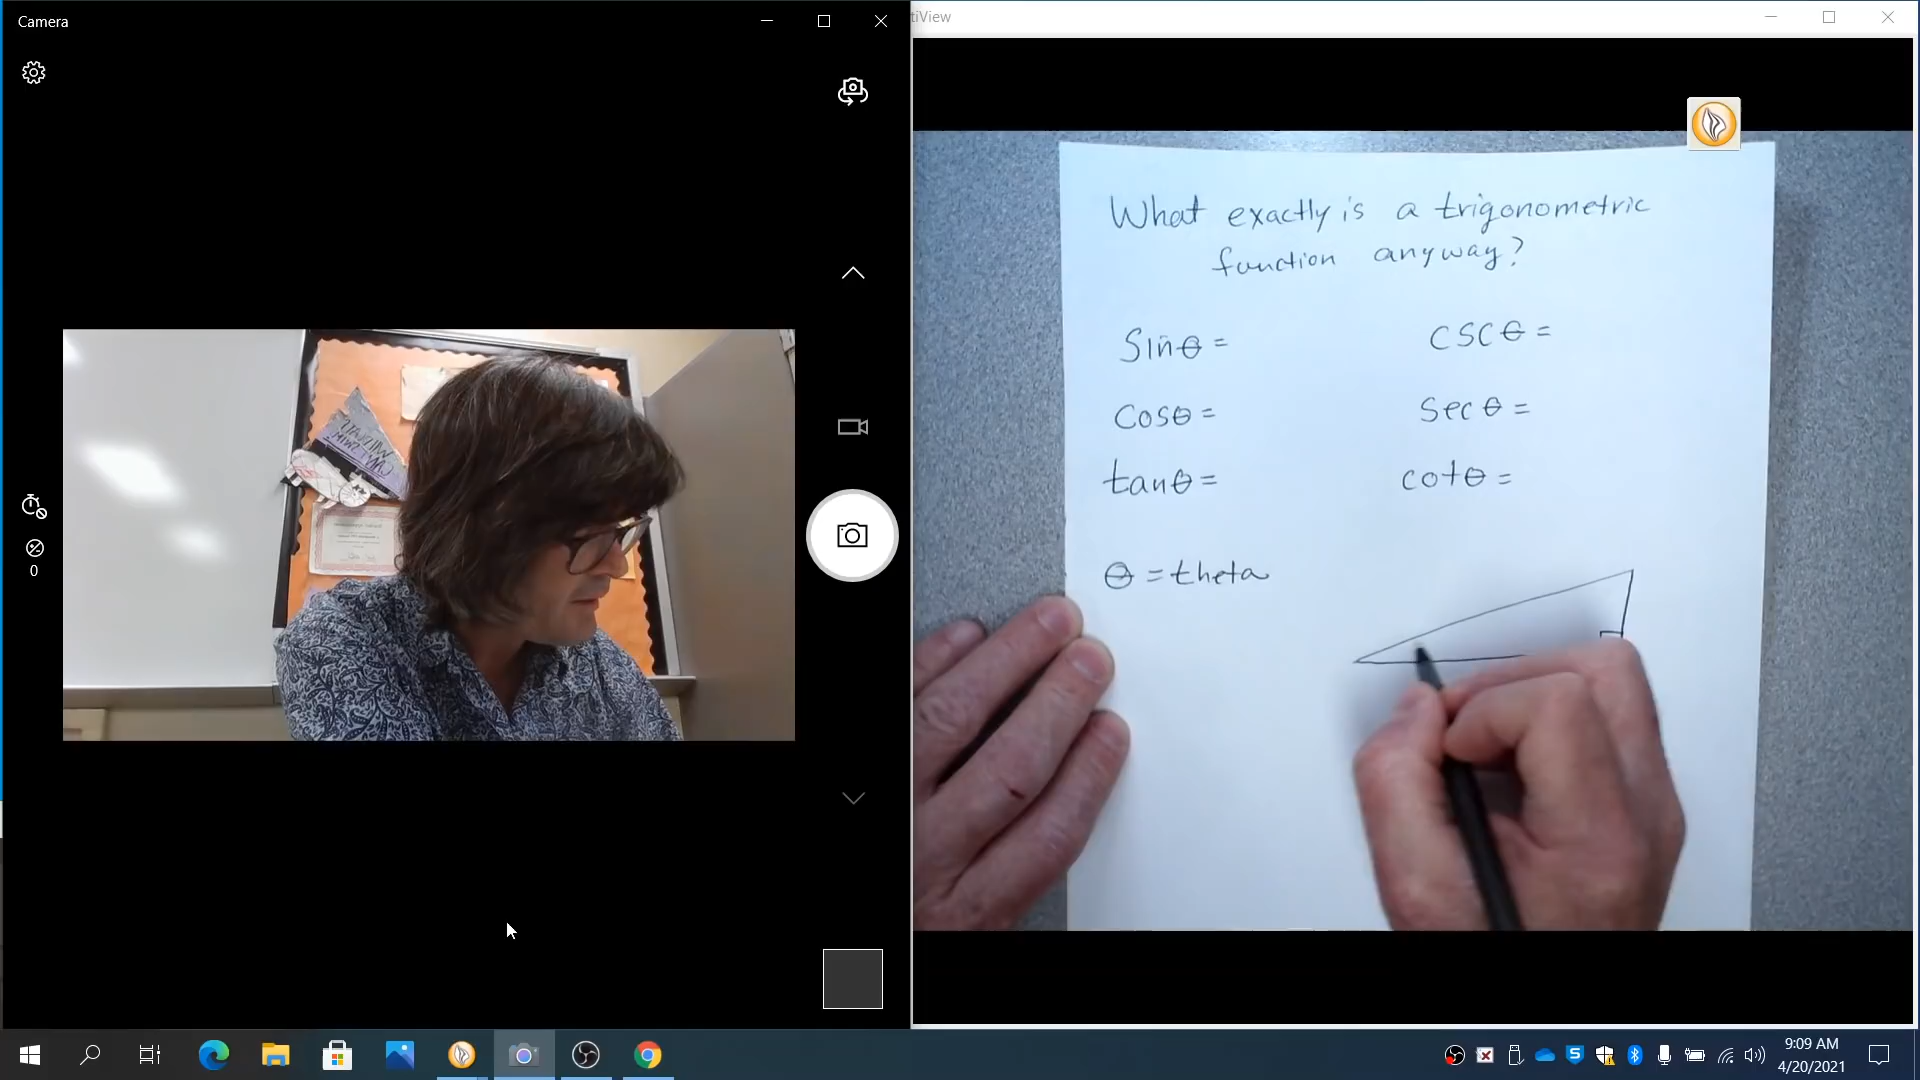 Camera
tiView
What exactly is a trigonometric
function anyway?
Sinθ =
cscθ =
cosθ =
secθ =
tanθ =
cotθ =
θ = theta
0
9:09 AM
4/20/2021